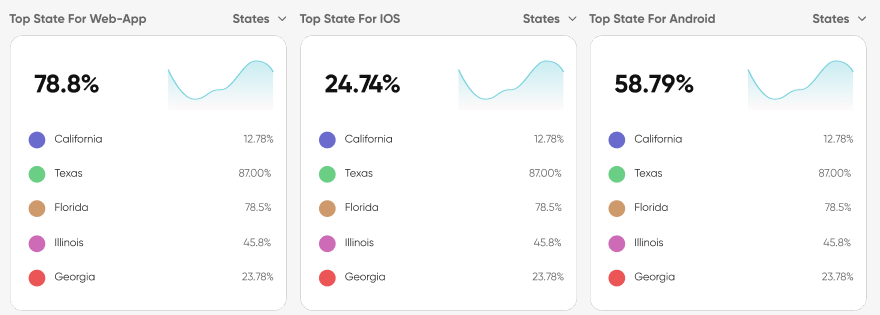 Top State For Web-App States
78.8%
California 12.78%
Texas 87.00%
Florida 78.5%
Illinois 45.8%
Georgia 23.78%
Top State For IOS States
24.74%
California 12.78%
Texas 87.00%
Florida 78.5%
Illinois 45.8%
Georgia 23.78%
Top State For Android States
58.79%
California 12.78%
Texas 87.00%
Florida 78.5%
Illinois 45.8%
Georgia 23.78%